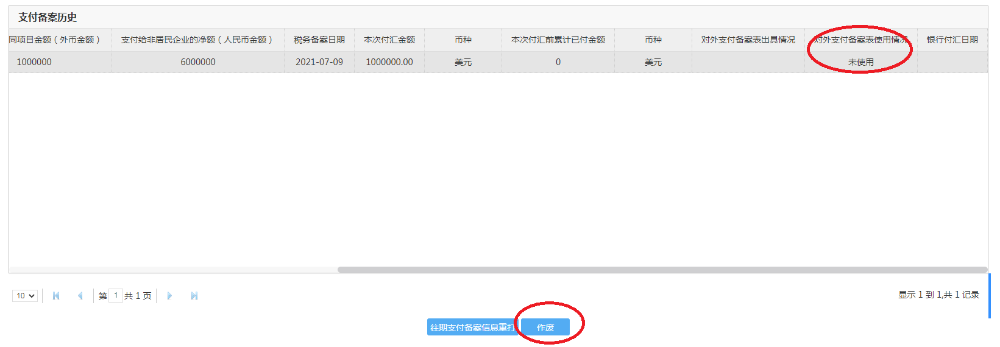 支付备案历史
同项目金额（外币金额） 支付给非居民企业的净额（人民币金额） 税务备案日期 本次付汇金额 币种 本次付汇前累计已付金额 币种 对外支付备案表出具情况 对外支付备案表使用情况 银行付汇日期
1000000 6000000 2021-07-09 1000000.00 美元 0 美元 未使用
10 第 1 共 1 页 显示 1 到 1,共 1 记录
往期支付备案信息重打 作废